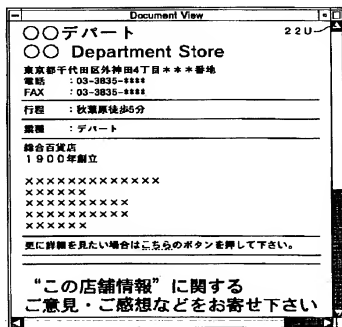 Document View
○○デパート
22U
○○ Department Store
東京都千代田区外神田4丁目＊＊＊番地
電話 : 03-3835-****
FAX : 03-3835-****
行程 : 秋葉原徒歩5分
業種 : デパート
綜合百貨店
1900年創立
×××××××××××××
××××××
××××××××××
××××××××××
××××××
更に詳細を見たい場合はこちらのボタンを押して下さい。
“この店舗情報”に関する
ご意見・ご感想などをお寄せ下さい